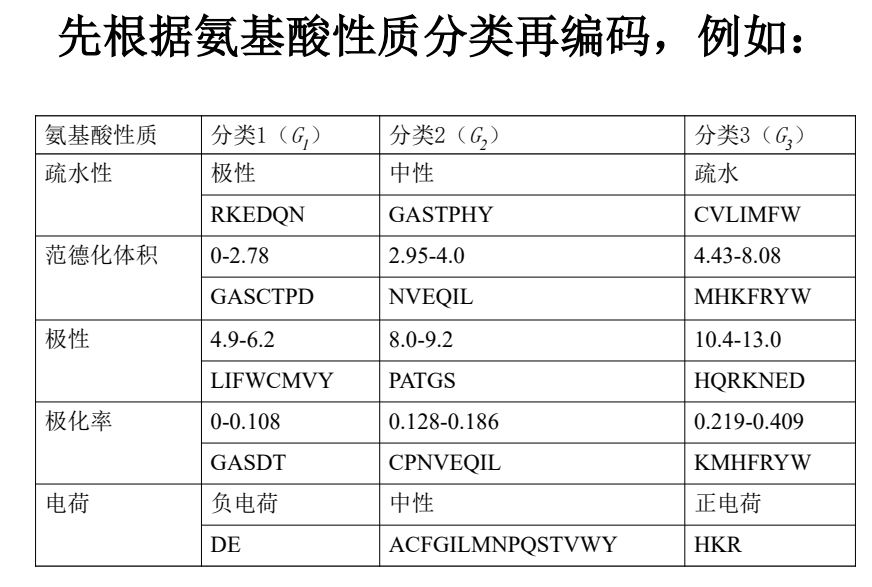 先根据氨基酸性质分类再编码，例如：
氨基酸性质 分类1（G1） 分类2（G2） 分类3（G3）
疏水性 极性 中性 疏水
RKEDQN GASTPHY CVLIMFW
范德化体积 0-2.78 2.95-4.0 4.43-8.08
GASCTPD NVEQIL MHKFRYW
极性 4.9-6.2 8.0-9.2 10.4-13.0
LIFWCMVY PATGS HQRKNED
极化率 0-0.108 0.128-0.186 0.219-0.409
GASDT CPNVEQIL KMHFRYW
电荷 负电荷 中性 正电荷
DE ACFGILMNPQSTVWY HKR